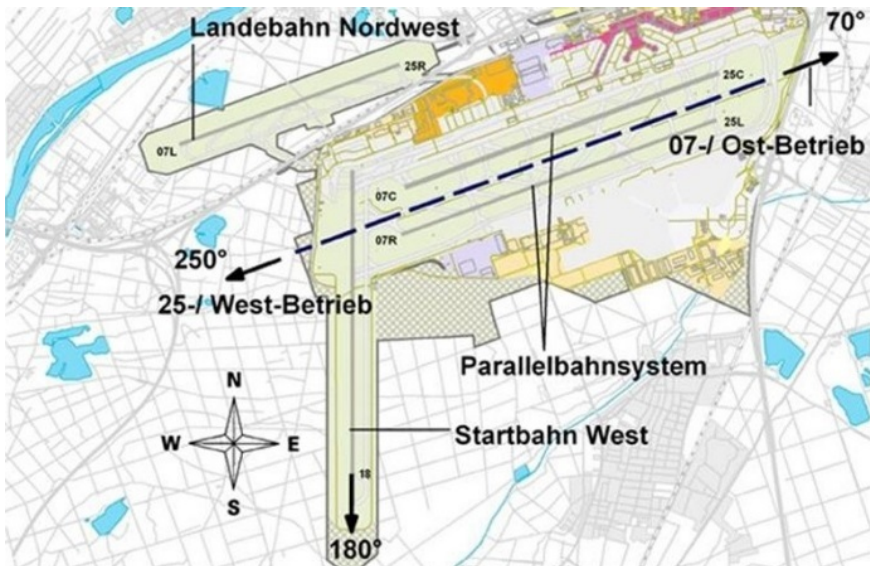 Landebahn Nordwest
70°
25R
25C
25L
07-/ Ost-Betrieb
07L
07C
07R
250°
25-/ West-Betrieb
Parallelbahnsystem
N
W
E
S
Startbahn West
18
180°